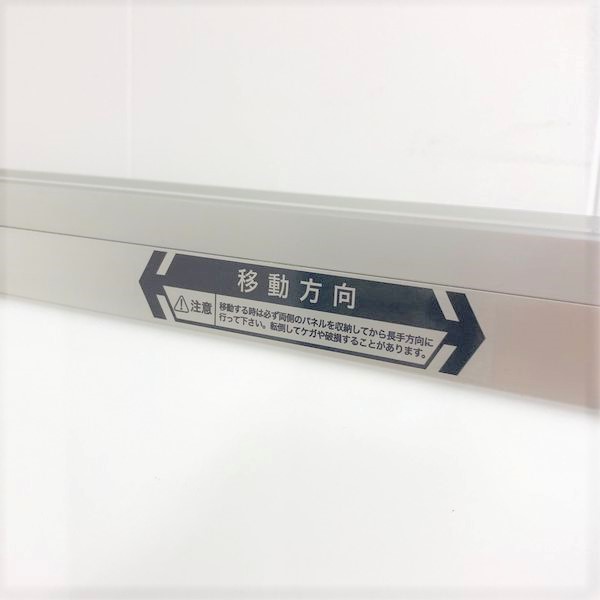 移動方向
⚠注意
移動する時は必ず両側のパネルを収納してから長手方向に
行って下さい。転倒してケガや破損することがあります。